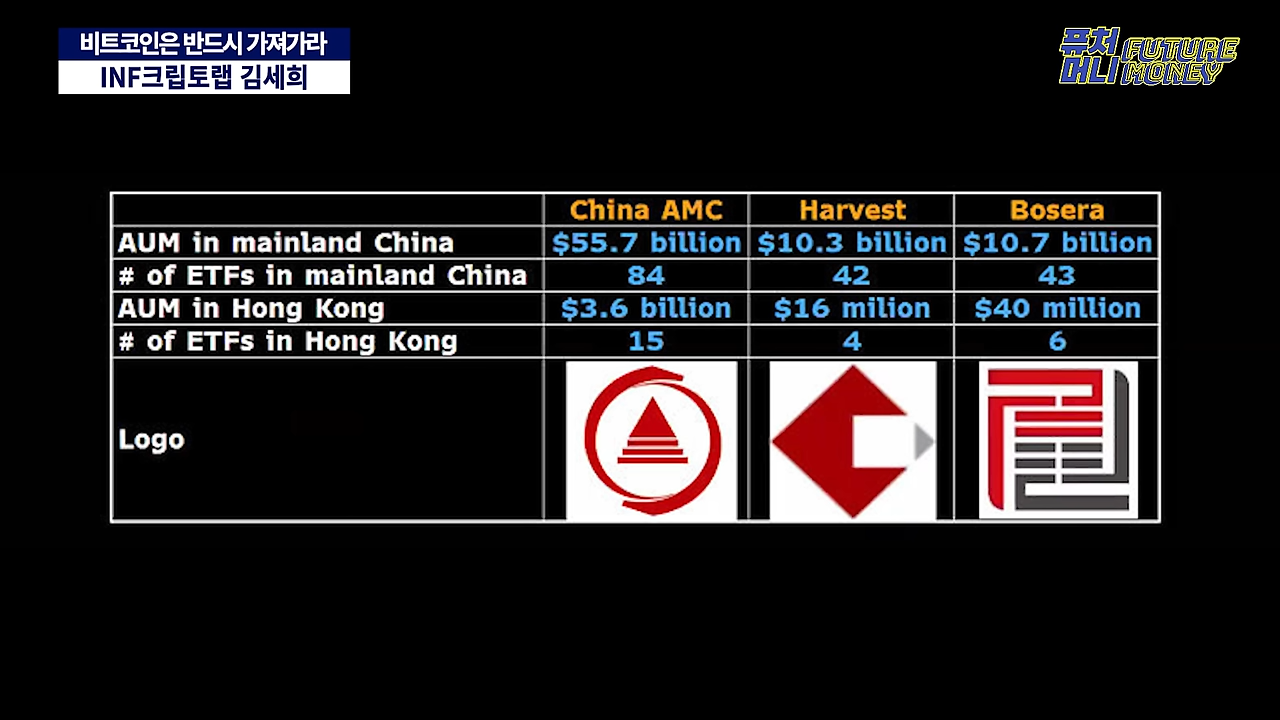 비트코인은 반드시 가져가라
INF크립토랩 김세희
퓨처머니 FUTURE MONEY
China AMC Harvest Bosera
AUM in mainland China $55.7 billion $10.3 billion $10.7 billion
# of ETFs in mainland China 84 42 43
AUM in Hong Kong $3.6 billion $16 milion $40 million
# of ETFs in Hong Kong 15 4 6
Logo